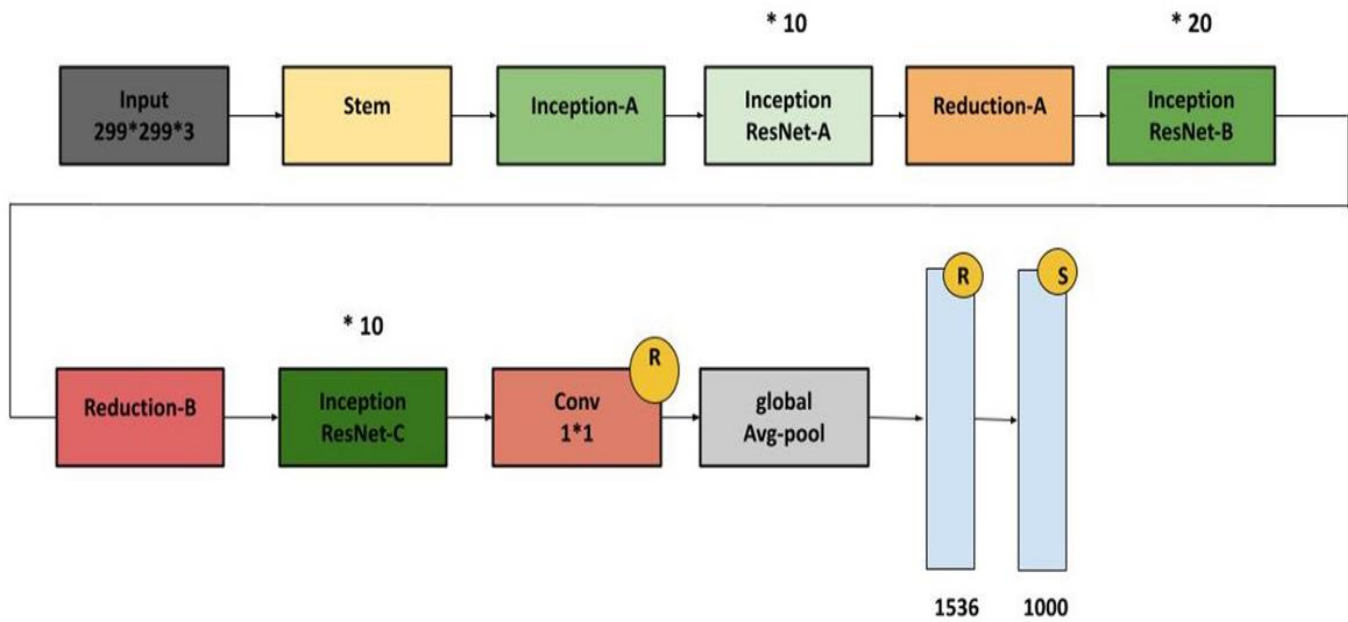 * 10
* 20
Input
299*299*3
Stem
Inception-A
Inception
ResNet-A
Reduction-A
Inception
ResNet-B
R
S
* 10
R
Reduction-B
Inception
ResNet-C
Conv
1*1
global
Avg-pool
1536
1000